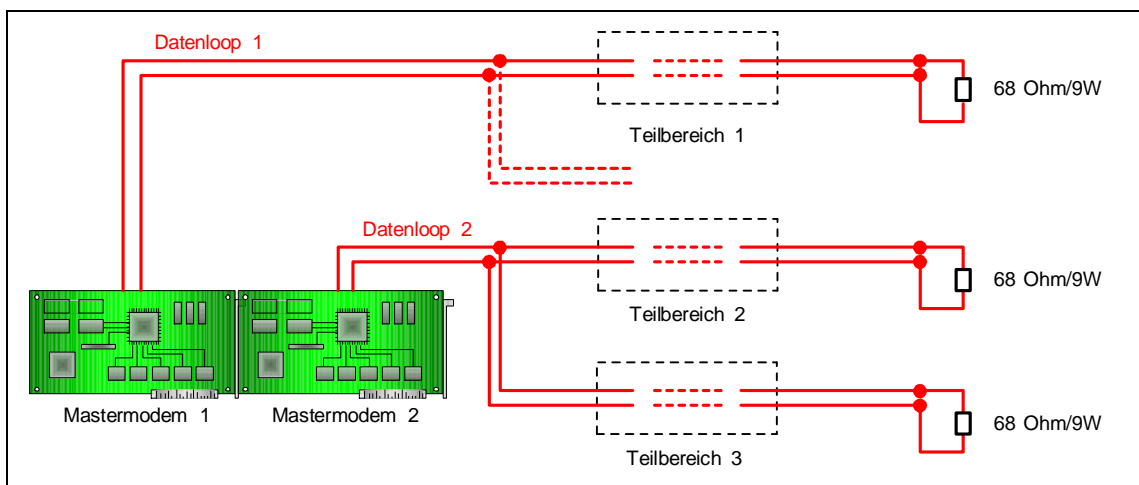 Datenloop 1
68 Ohm/9W
Teilbereich 1
Datenloop 2
68 Ohm/9W
Teilbereich 2
Mastermodem 1
Mastermodem 2
68 Ohm/9W
Teilbereich 3